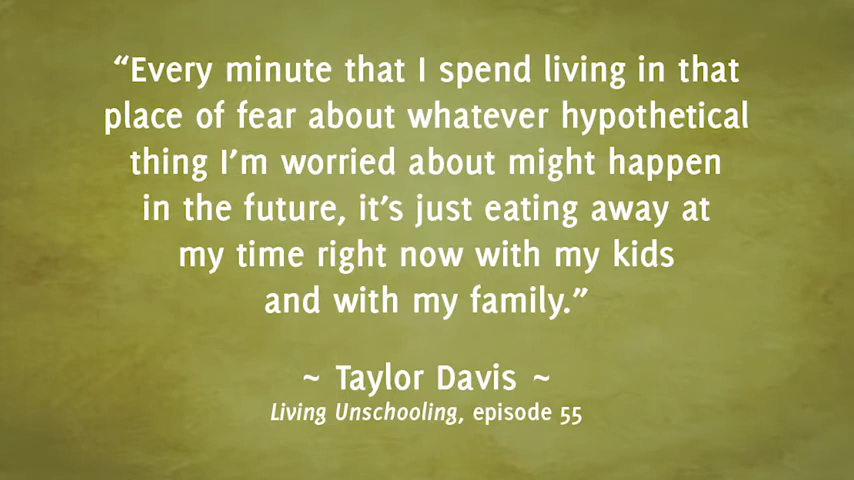 “Every minute that I spend living in that
place of fear about whatever hypothetical
thing I’m worried about might happen
in the future, it’s just eating away at
my time right now with my kids
and with my family.”
~ Taylor Davis ~
Living Unschooling, episode 55